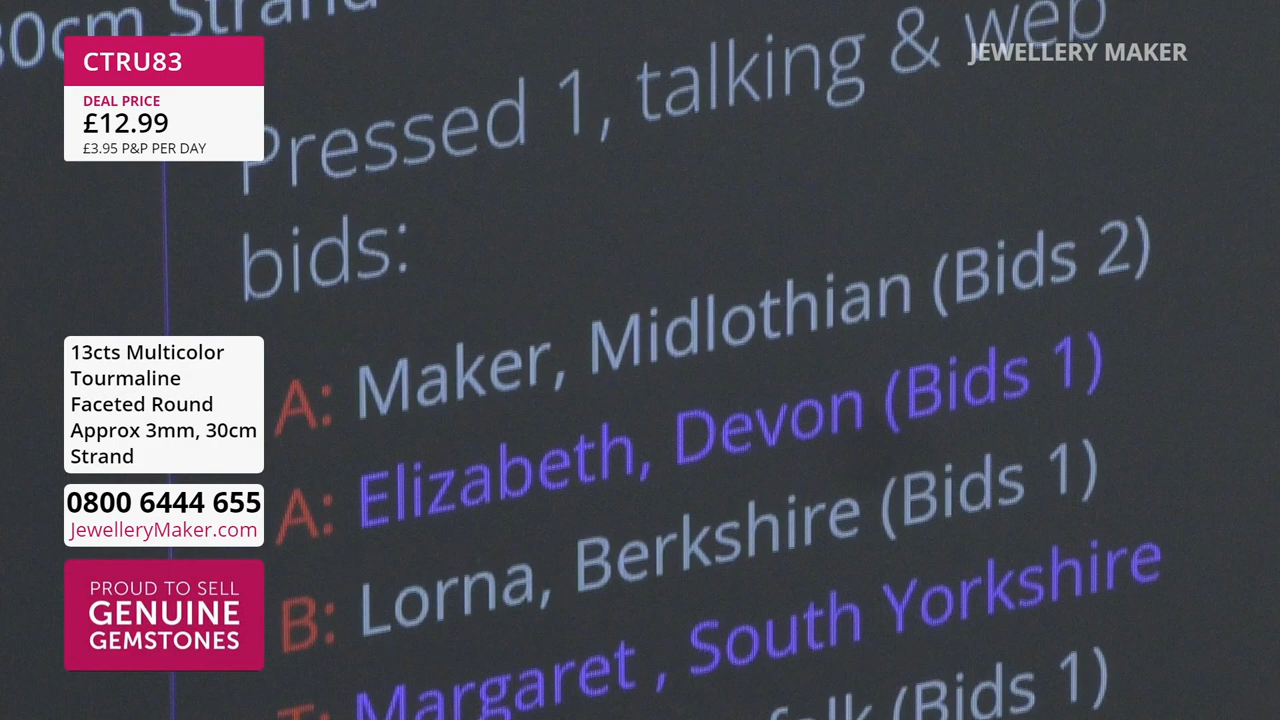 30cm Strand
Pressed 1, talking & web
bids:
A: Maker, Midlothian (Bids 2)
A: Elizabeth, Devon (Bids 1)
B: Lorna, Berkshire (Bids 1)
T: Margaret , South Yorkshire
(Bids 1)
JEWELLERY MAKER
CTRU83
DEAL PRICE
£12.99
£3.95 P&P PER DAY
13cts Multicolor
Tourmaline
Faceted Round
Approx 3mm, 30cm
Strand
0800 6444 655
JewelleryMaker.com
PROUD TO SELL
GENUINE
GEMSTONES